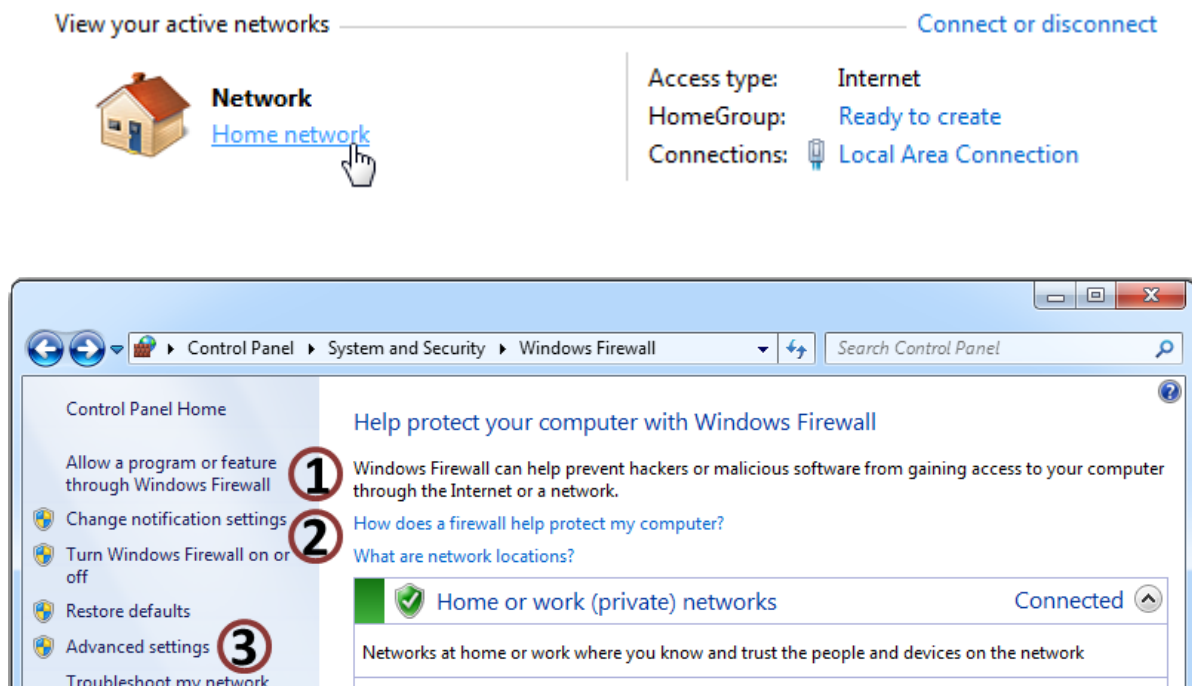 View your active networks
Connect or disconnect
Network
Home network
Access type: Internet
HomeGroup: Ready to create
Connections: Local Area Connection
Control Panel System and Security Windows Firewall
Search Control Panel
Control Panel Home
Allow a program or feature
through Windows Firewall
1
Change notification settings
2
Turn Windows Firewall on or
off
Restore defaults
Advanced settings
3
Troubleshoot my network
Help protect your computer with Windows Firewall
Windows Firewall can help prevent hackers or malicious software from gaining access to your computer
through the Internet or a network.
How does a firewall help protect my computer?
What are network locations?
Home or work (private) networks
Connected
Networks at home or work where you know and trust the people and devices on the network